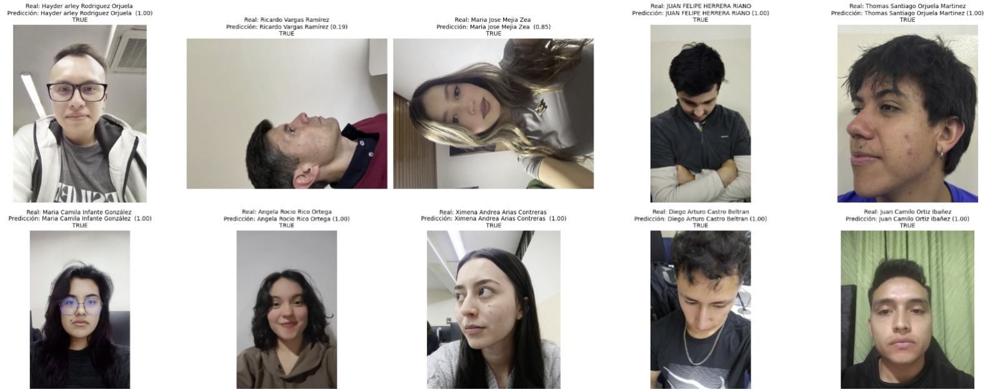 Real: Hayder arley Rodriguez Orjuela
Predicción: Hayder arley Rodriguez Orjuela (1.00)
TRUE
Real: Ricardo Vargas Ramírez
Predicción: Ricardo Vargas Ramírez (0.19)
TRUE
Real: Maria Jose Mejia Zea
Predicción: Maria Jose Mejia Zea (0.85)
TRUE
Real: JUAN FELIPE HERRERA RIANO
Predicción: JUAN FELIPE HERRERA RIANO (1.00)
TRUE
Real: Thomas Santiago Orjuela Martinez
Predicción: Thomas Santiago Orjuela Martinez (1.00)
TRUE
Real: Maria Camila Infante González
Predicción: Maria Camila Infante González (1.00)
TRUE
Real: Angela Rocio Rico Ortega
Predicción: Angela Rocio Rico Ortega (1.00)
TRUE
Real: Ximena Andrea Arias Contreras
Predicción: Ximena Andrea Arias Contreras (1.00)
TRUE
Real: Diego Arturo Castro Beltran
Predicción: Diego Arturo Castro Beltran (1.00)
TRUE
Real: Juan Camilo Ortiz Ibañez
Predicción: Juan Camilo Ortiz Ibañez (1.00)
TRUE